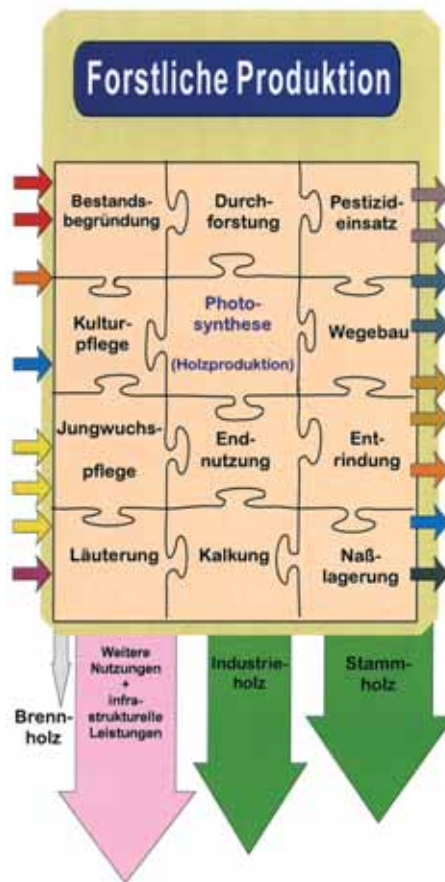 Forstliche Produktion
Bestands-
begründung
Durch-
forstung
Pestizid-
einsatz
Kultur-
pflege
Photo-
synthese
(Holzproduktion)
Wegebau
Jungwuchs-
pflege
End-
nutzung
Ent-
rindung
Läuterung
Kalkung
Naß-
lagerung
Brenn-
holz
Weitere
Nutzungen
+
infra-
strukturelle
Leistungen
Industrie-
holz
Stamm-
holz